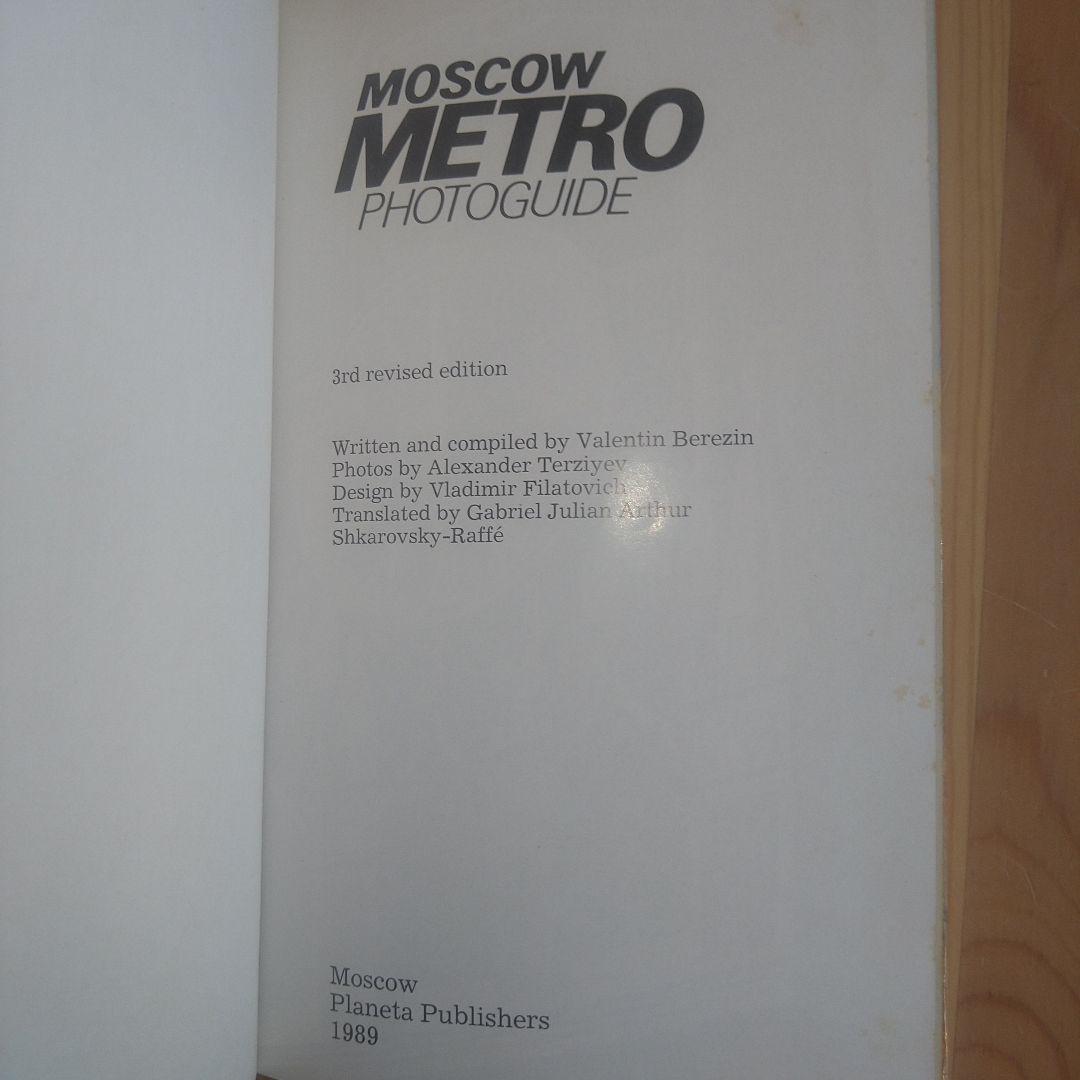 MOSCOW
METRO
PHOTOGUIDE
3rd revised edition
Written and compiled by Valentin Berezin
Photos by Alexander Terziyev
Design by Vladimir Filatovich
Translated by Gabriel Julian Arthur
Shkarovsky-Raffé
Moscow
Planeta Publishers
1989